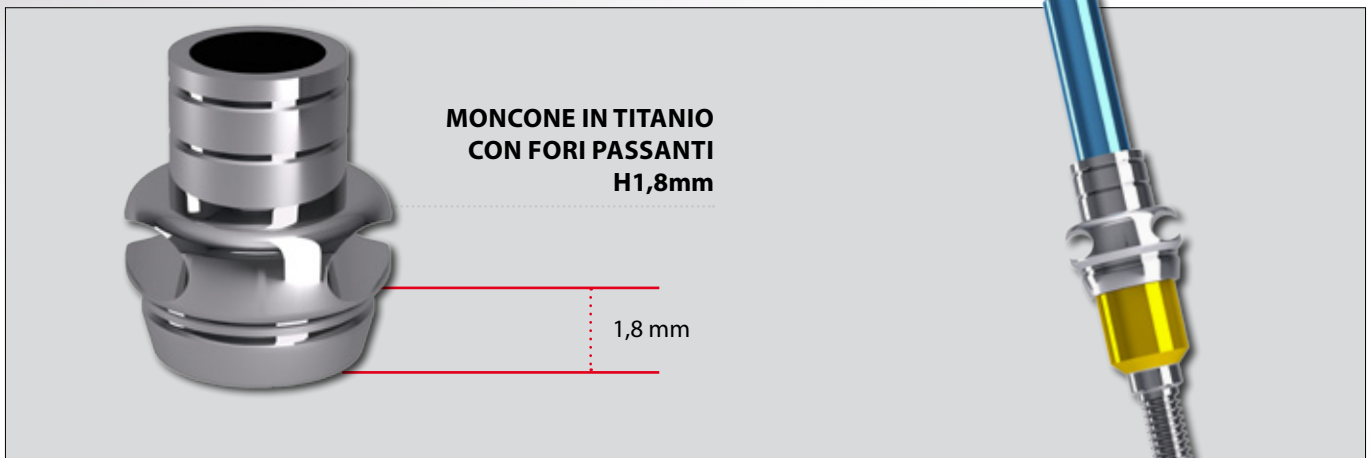 MONCONE IN TITANIO
CON FORI PASSANTI
H1,8mm
1,8 mm